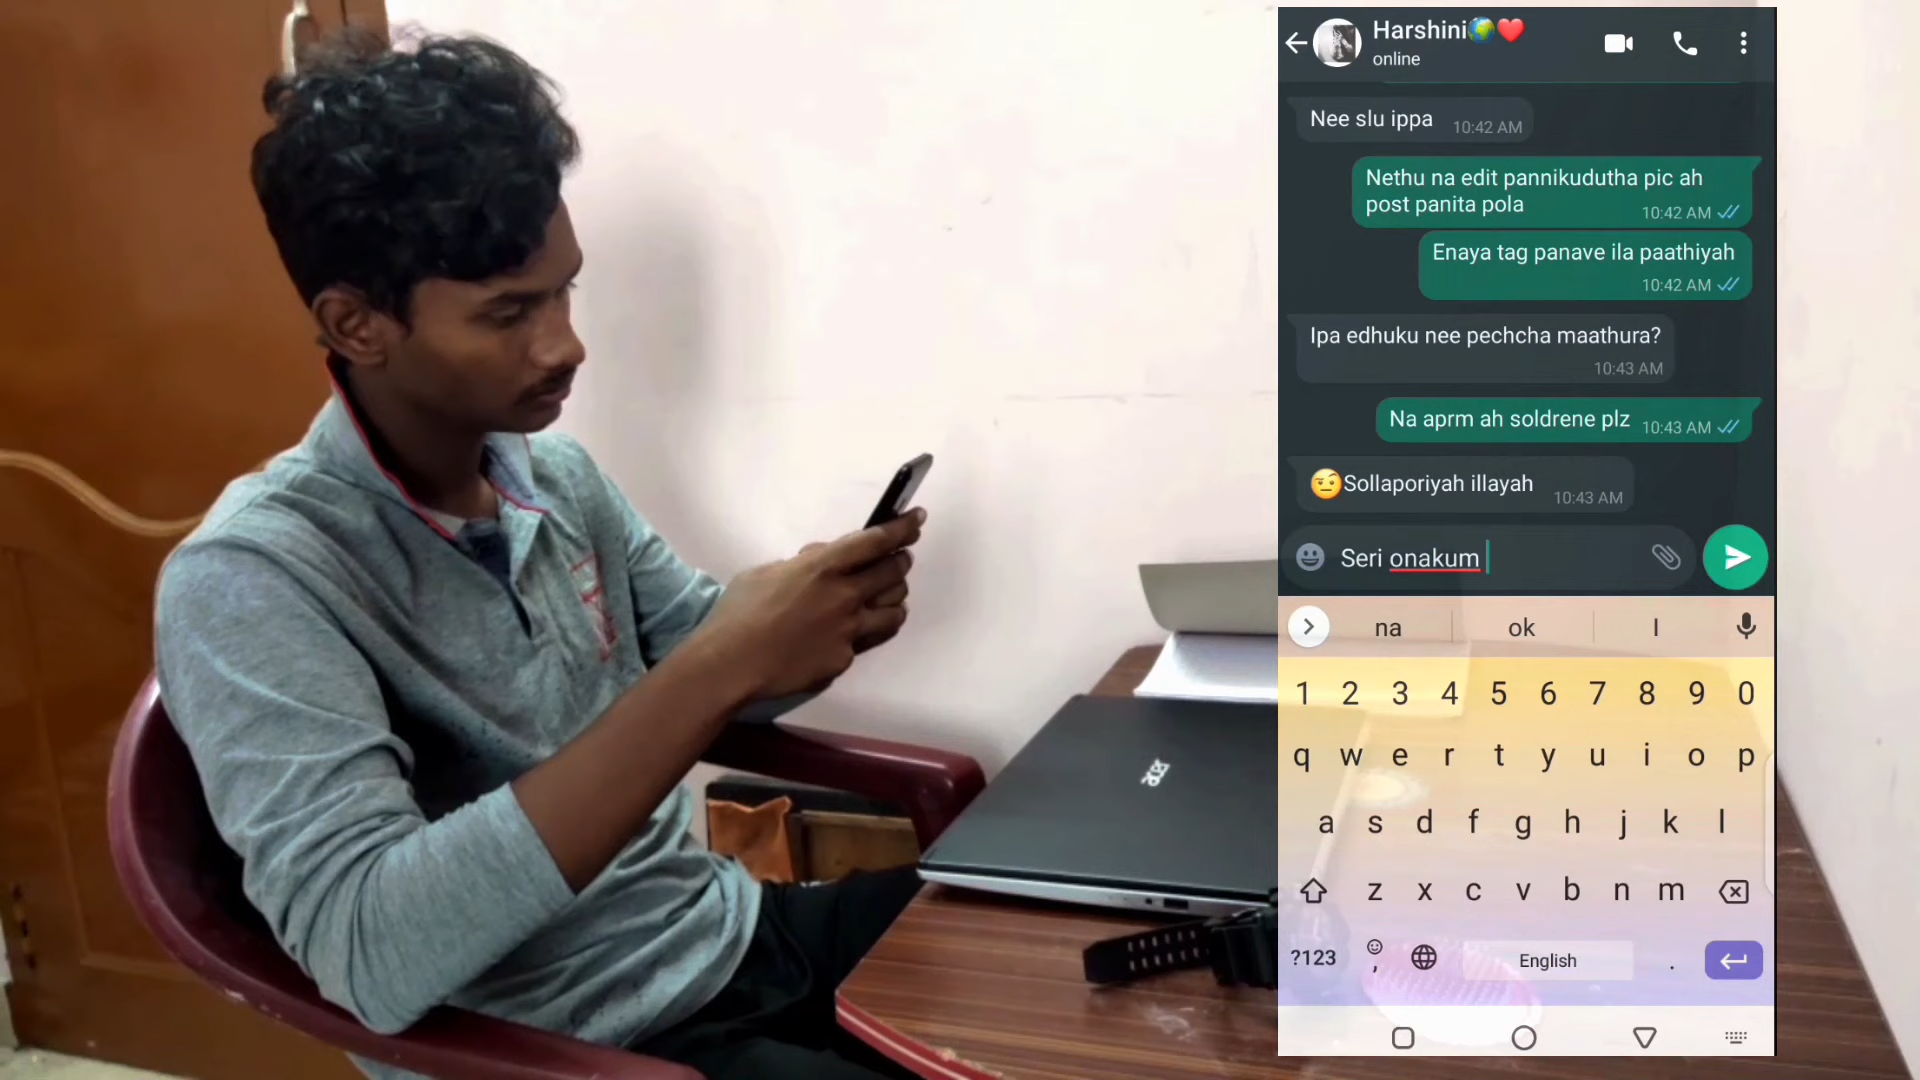 Harshini🌍❤️
online
Nee slu ippa 10:42 AM
Nethu na edit pannikudutha pic ah
post panita pola 10:42 AM
Enaya tag panave ila paathiyah
10:42 AM
Ipa edhuku nee pechcha maathura?
10:43 AM
Na aprm ah soldrene plz 10:43 AM
🤨Sollaporiyah illayah 10:43 AM
Seri onakum
na ok I
1 2 3 4 5 6 7 8 9 0
q w e r t y u i o p
a s d f g h j k l
z x c v b n m
?123 , English .
acer